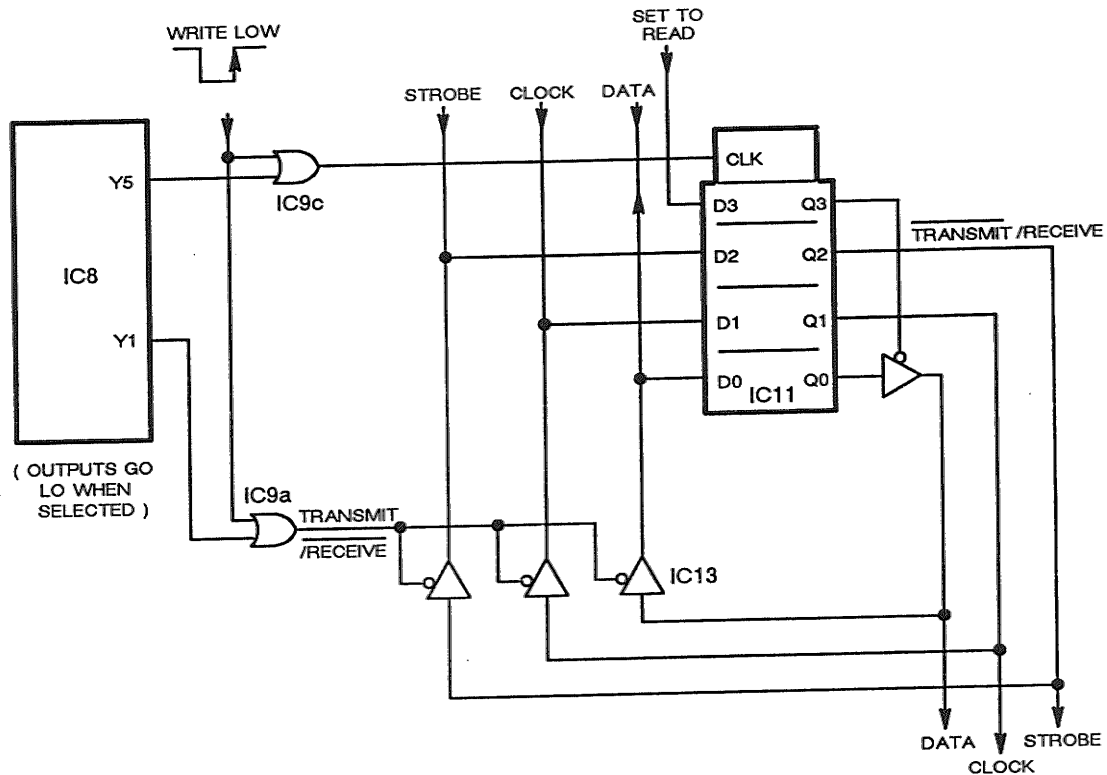 WRITE LOW
SET TO
READ
STROBE
CLOCK
DATA
CLK
Y5
IC9c
D3
Q3
TRANSMIT /RECEIVE
D2
Q2
IC8
D1
Q1
Y1
D0
Q0
IC11
( OUTPUTS GO
LO WHEN
SELECTED )
IC9a
TRANSMIT
/RECEIVE
IC13
DATA
STROBE
CLOCK